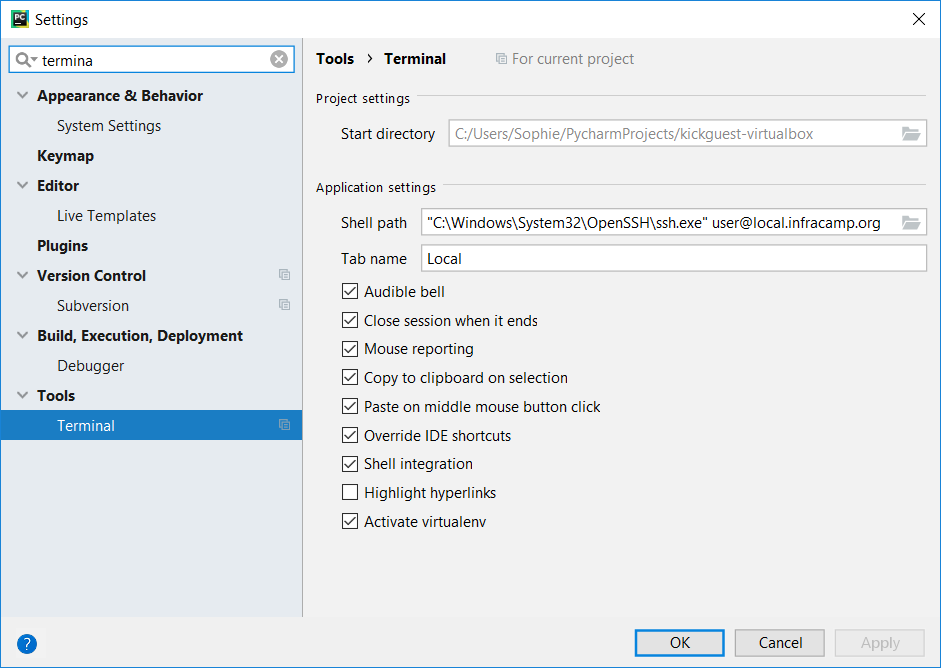 PC Settings
termina
Appearance & Behavior
System Settings
Keymap
Editor
Live Templates
Plugins
Version Control
Subversion
Build, Execution, Deployment
Debugger
Tools
Terminal
Tools › Terminal For current project
Project settings
Start directory C:/Users/Sophie/PycharmProjects/kickguest-virtualbox
Application settings
Shell path "C:\Windows\System32\OpenSSH\ssh.exe" user@local.infracamp.org
Tab name Local
Audible bell
Close session when it ends
Mouse reporting
Copy to clipboard on selection
Paste on middle mouse button click
Override IDE shortcuts
Shell integration
Highlight hyperlinks
Activate virtualenv
? OK Cancel Apply